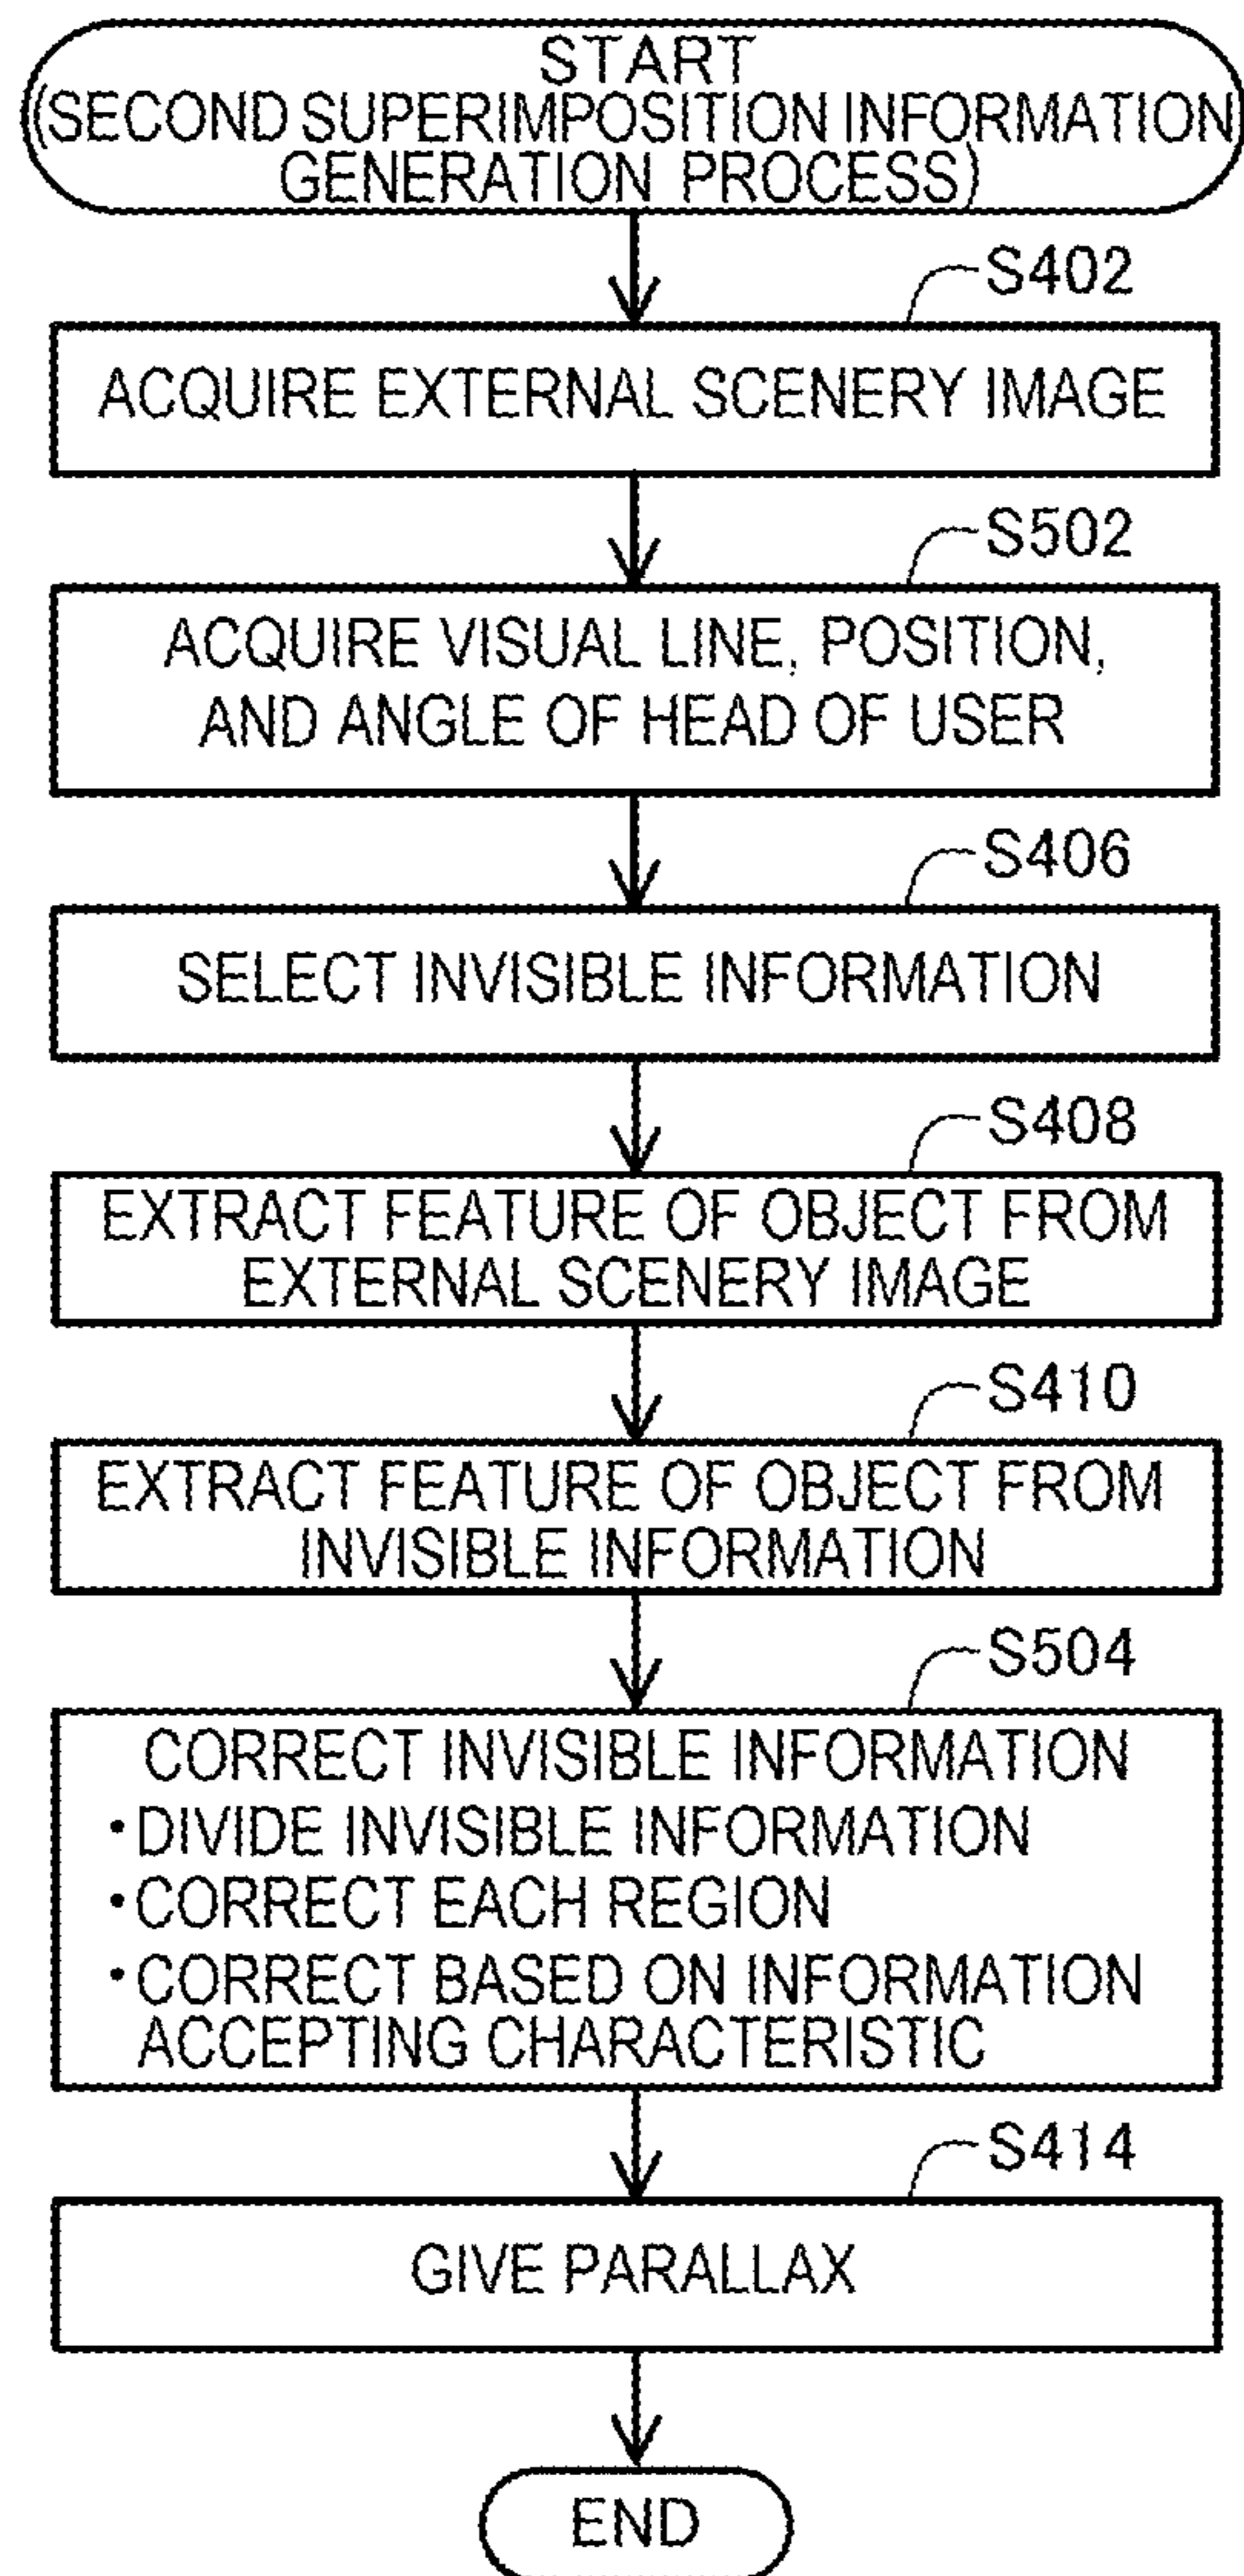 START
(SECOND SUPERIMPOSITION INFORMATION
GENERATION PROCESS)
S402
ACQUIRE EXTERNAL SCENERY IMAGE
S502
ACQUIRE VISUAL LINE, POSITION,
AND ANGLE OF HEAD OF USER
S406
SELECT INVISIBLE INFORMATION
S408
EXTRACT FEATURE OF OBJECT FROM
EXTERNAL SCENERY IMAGE
S410
EXTRACT FEATURE OF OBJECT FROM
INVISIBLE INFORMATION
S504
CORRECT INVISIBLE INFORMATION
・DIVIDE INVISIBLE INFORMATION
・CORRECT EACH REGION
・CORRECT BASED ON INFORMATION
ACCEPTING CHARACTERISTIC
S414
GIVE PARALLAX
END